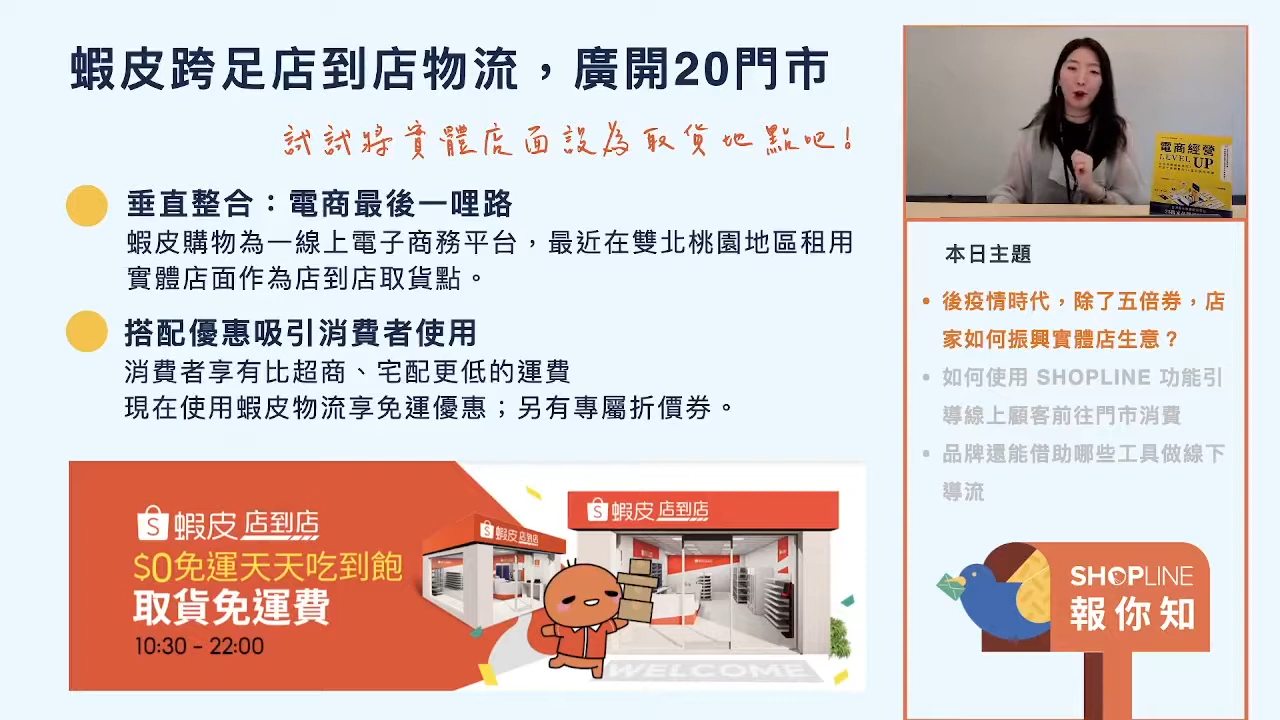 蝦皮跨足店到店物流，廣開20門市
試試將實體店面設為取貨地點吧！
垂直整合：電商最後一哩路
蝦皮購物為一線上電子商務平台，最近在雙北桃園地區租用
實體店面作為店到店取貨點。
搭配優惠吸引消費者使用
消費者享有比超商、宅配更低的運費
現在使用蝦皮物流享免運優惠；另有專屬折價券。
蝦皮 店到店
$0免運天天吃到飽
取貨免運費
10:30 - 22:00
蝦皮 店到店
蝦皮 店到店
WELCOME
電商經營
LEVEL UP
本日主題
• 後疫情時代，除了五倍券，店
家如何振興實體店生意？
• 如何使用 SHOPLINE 功能引
導線上顧客前往門市消費
• 品牌還能借助哪些工具做線下
導流
SHOPLINE
報你知